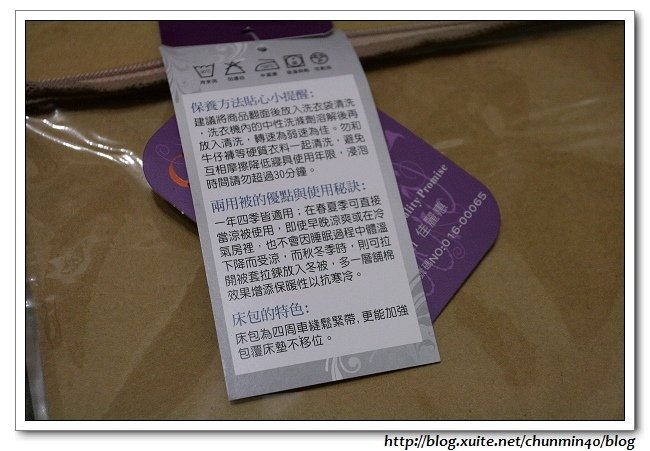 保養方法貼心小提醒:
建議將商品翻面後放入洗衣袋清洗
，洗衣機內的中性洗滌劑溶解後再
放入清洗，轉速為弱速為佳。勿和
牛仔褲等硬質衣料一起清洗，避免
互相摩擦降低寢具使用年限，浸泡
時間請勿超過30分鐘。
兩用被的優點與使用秘訣:
一年四季皆適用；在春夏季可直接
當涼被使用，即使早晚涼爽或在冷
氣房裡，也不會因睡眠過程中體溫
下降而受涼，而秋冬季時，則可拉
開被套拉鍊放入冬被，多一層舖棉
效果增添保暖性以抗寒冷。
床包的特色:
床包為四周車縫鬆緊帶，更能加強
包覆床墊不移位。
Quality Promise
佳麗惠
NO:016-00065
http://blog.xuite.net/chunmin40/blog